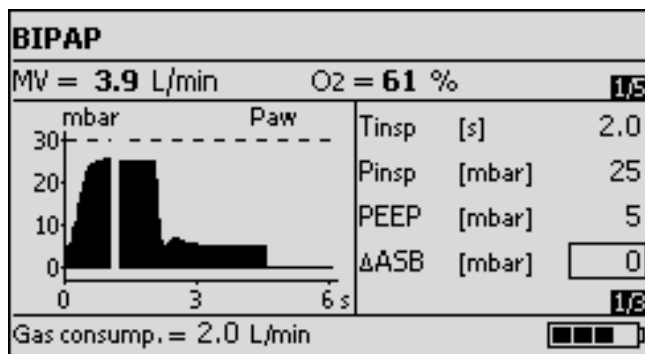 BIPAP
MV = 3.9 L/min O2 = 61 %
1/5
mbar Paw
30
20
10
0
0 3 6 s
Tinsp [s] 2.0
Pinsp [mbar] 25
PEEP [mbar] 5
ΔASB [mbar] 0
1/3
Gas consump. = 2.0 L/min